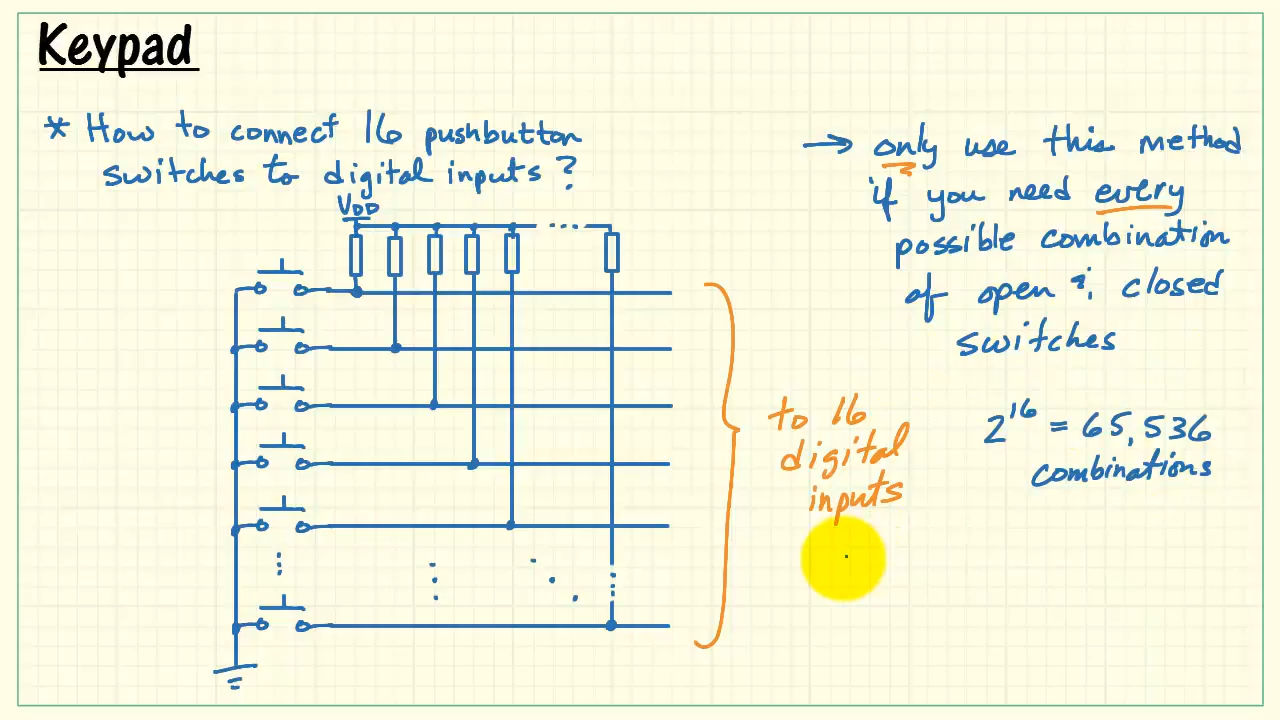 Keypad
* How to connect 16 pushbutton
switches to digital inputs?
VDD
→ only use this method
if you need every
possible combination
of open & closed
switches
to 16
digital
inputs
2^16 = 65,536
combinations